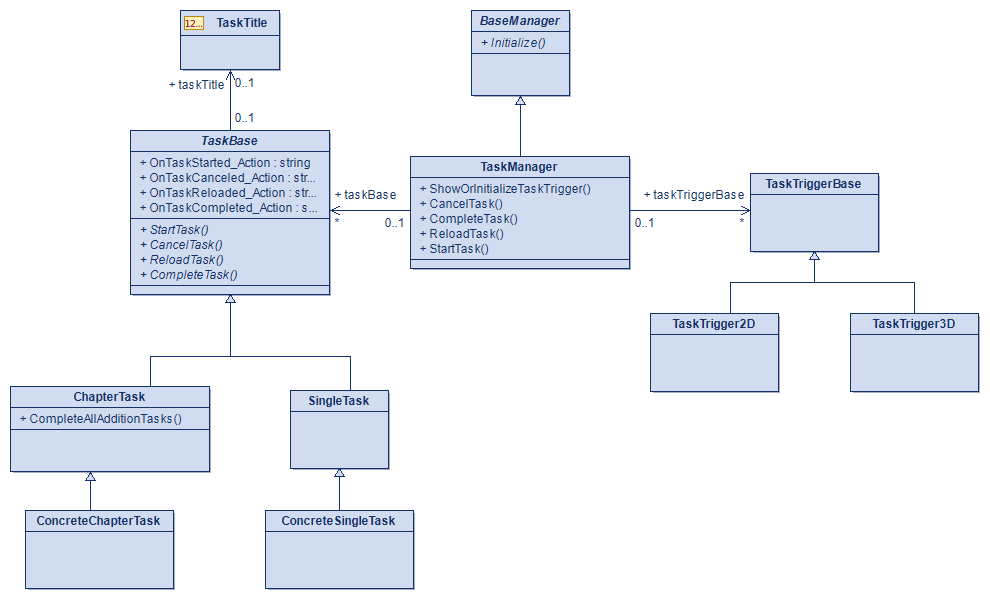 12...
TaskTitle
+ taskTitle
0..1
0..1
TaskBase
+ OnTaskStarted_Action : string
+ OnTaskCanceled_Action : str...
+ OnTaskReloaded_Action : str...
+ OnTaskCompleted_Action : s...
+ StartTask()
+ CancelTask()
+ ReloadTask()
+ CompleteTask()
BaseManager
+ Initialize()
+ taskBase
*
0..1
TaskManager
+ ShowOrInitializeTaskTrigger()
+ CancelTask()
+ CompleteTask()
+ ReloadTask()
+ StartTask()
+ taskTriggerBase
0..1
*
TaskTriggerBase
TaskTrigger2D
TaskTrigger3D
ChapterTask
+ CompleteAllAdditionTasks()
SingleTask
ConcreteChapterTask
ConcreteSingleTask